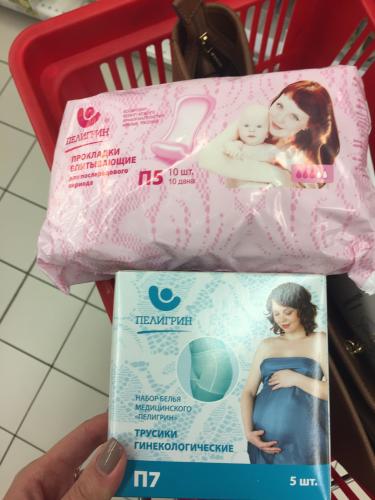 ПЕЛИГРИН
ПРОКЛАДКИ
ВПИТЫВАЮЩИЕ
для послеродового
периода
П5
10 шт.
10 дана
ПЕЛИГРИН
НАБОР БЕЛЬЯ
МЕДИЦИНСКОГО
«ПЕЛИГРИН»
ТРУСИКИ
ГИНЕКОЛОГИЧЕСКИЕ
П7
5 шт.